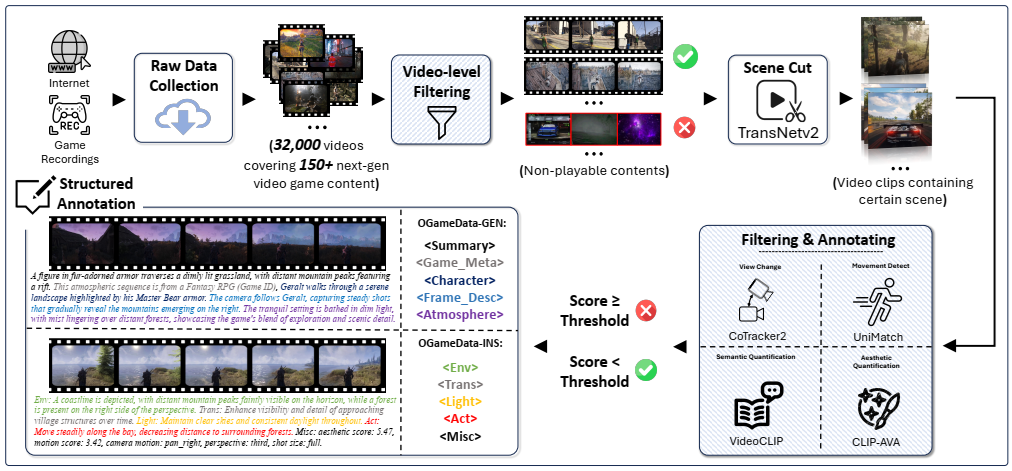 WWW
Internet
REC
Game
Recordings
Raw Data
Collection
...
(32,000 videos
covering 150+ next-gen
video game content)
Video-level
Filtering
...
(Non-playable contents)
Scene Cut
TransNetv2
...
(Video clips containing
certain scene)
Structured
Annotation
A figure in fur-adorned armor traverses a dimly lit grassland, with distant mountain peaks featuring
a rift. This atmospheric sequence is from a Fantasy RPG (Game ID), Geralt walks through a serene
landscape highlighted by his Master Bear armor. The camera follows Geralt, capturing steady shots
that gradually reveal the mountains emerging on the right. The tranquil setting is bathed in dim light,
with mist lingering over distant forests, showcasing the game's blend of exploration and scenic detail.
OGameData-GEN:
<Summary>
<Game_Meta>
<Character>
<Frame_Desc>
<Atmosphere>
Env: A coastline is depicted, with distant mountain peaks faintly visible on the horizon, while a forest
is present on the right side of the perspective. Trans: Enhance visibility and detail of approaching
village structures over time. Light: Maintain clear skies and consistent daylight throughout. Act:
Move steadily along the bay, decreasing distance to surrounding forests. Misc: aesthetic score: 5.47,
motion score: 3.42, camera motion: pan_right, perspective: third, shot size: full.
OGameData-INS:
<Env>
<Trans>
<Light>
<Act>
<Misc>
Score ≥
Threshold
Score <
Threshold
Filtering & Annotating
View Change
CoTracker2
Movement Detect
UniMatch
Semantic Quantification
VideoCLIP
Aesthetic
Quantification
CLIP-AVA